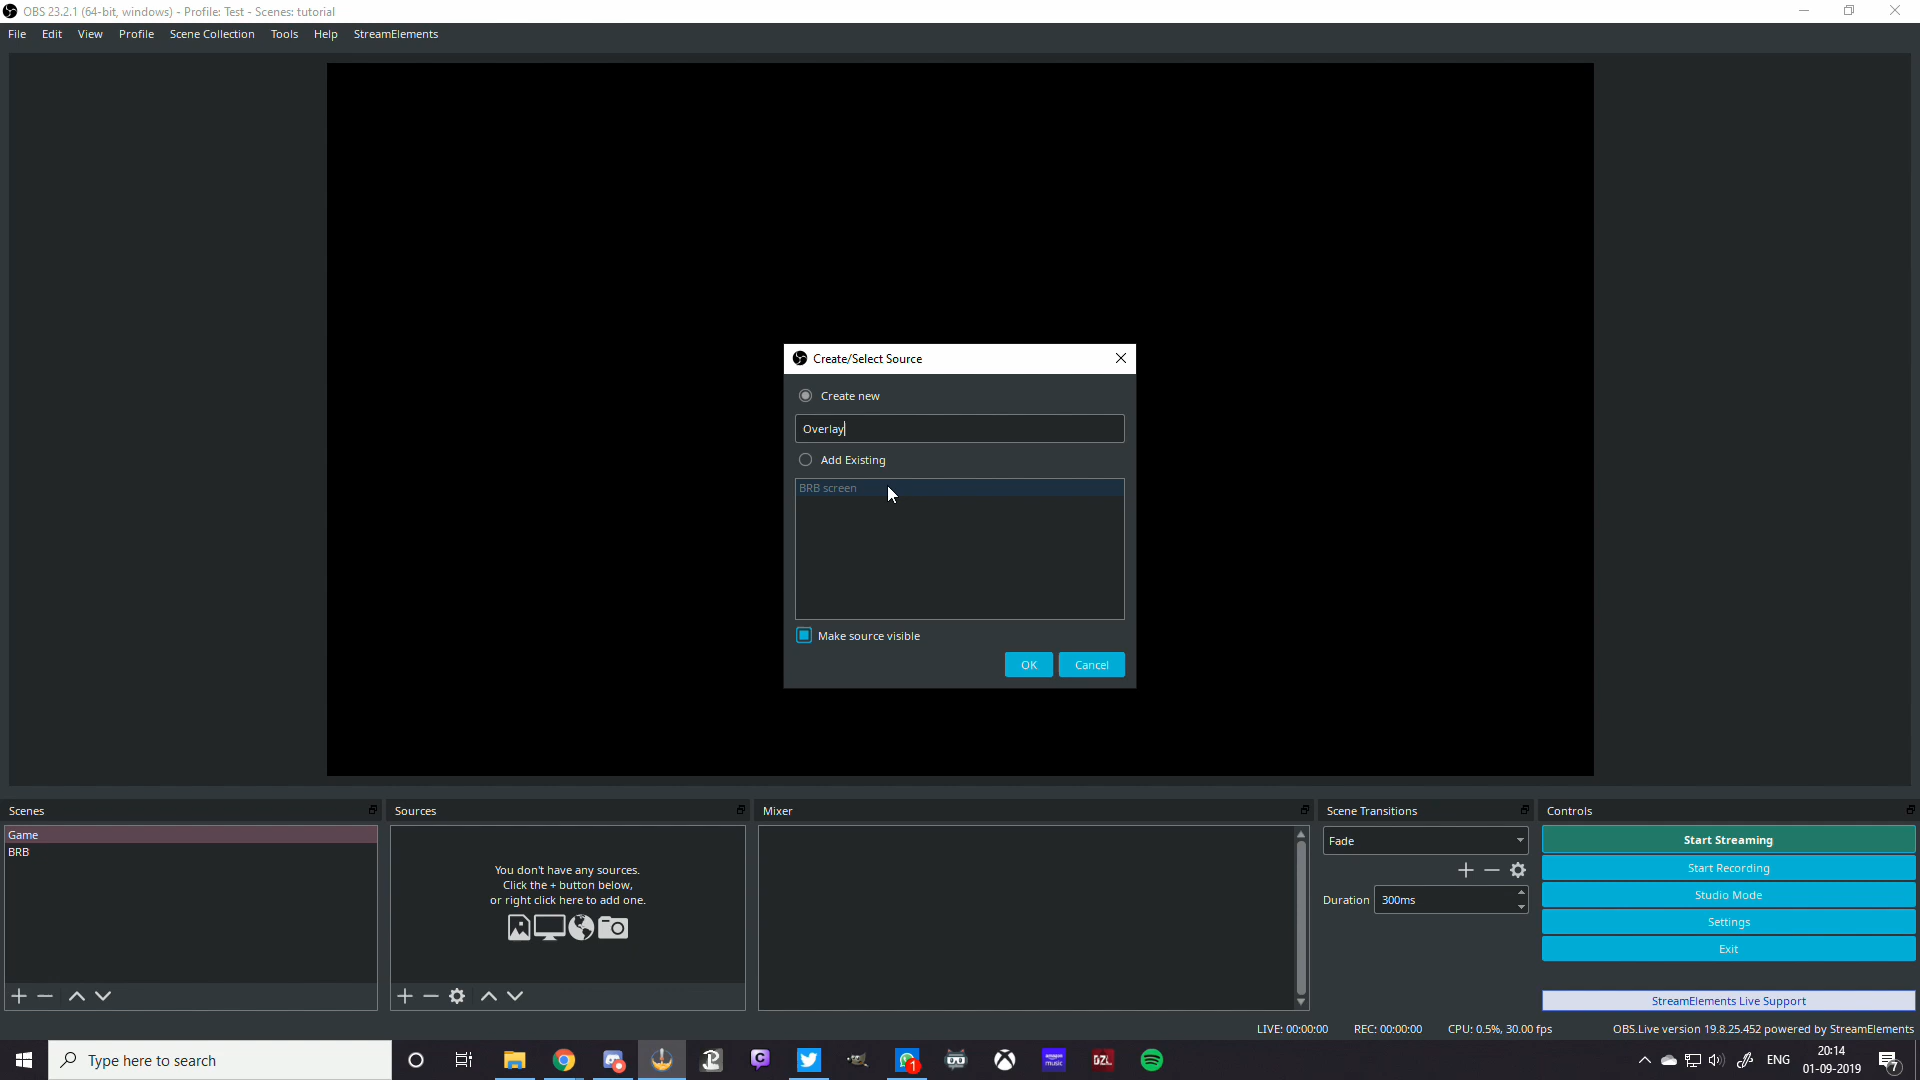 OBS 23.2.1 (64-bit, windows) - Profile: Test - Scenes: tutorial
File Edit View Profile Scene Collection Tools Help StreamElements
Create/Select Source
Create new
Overlay
Add Existing
BRB screen
Make source visible
OK Cancel
Scenes
Game
BRB
Sources
You don't have any sources.
Click the + button below,
or right click here to add one.
Mixer
Scene Transitions
Fade
Duration 300ms
Controls
Start Streaming
Start Recording
Studio Mode
Settings
Exit
StreamElements Live Support
LIVE: 00:00:00 REC: 00:00:00 CPU: 0.5%, 30.00 fps OBS.Live version 19.8.25.452 powered by StreamElements
Type here to search
1
amazon music
DZL
ENG
20:14
01-09-2019
7